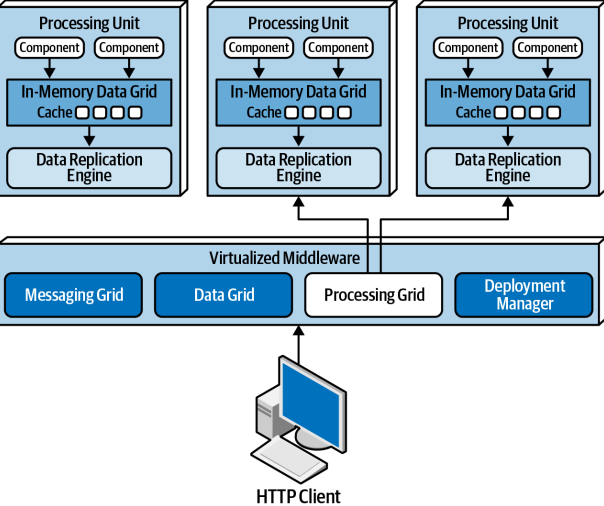 Processing Unit
Component
Component
In-Memory Data Grid
Cache
Data Replication
Engine
Processing Unit
Component
Component
In-Memory Data Grid
Cache
Data Replication
Engine
Processing Unit
Component
Component
In-Memory Data Grid
Cache
Data Replication
Engine
Virtualized Middleware
Messaging Grid
Data Grid
Processing Grid
Deployment
Manager
HTTP Client